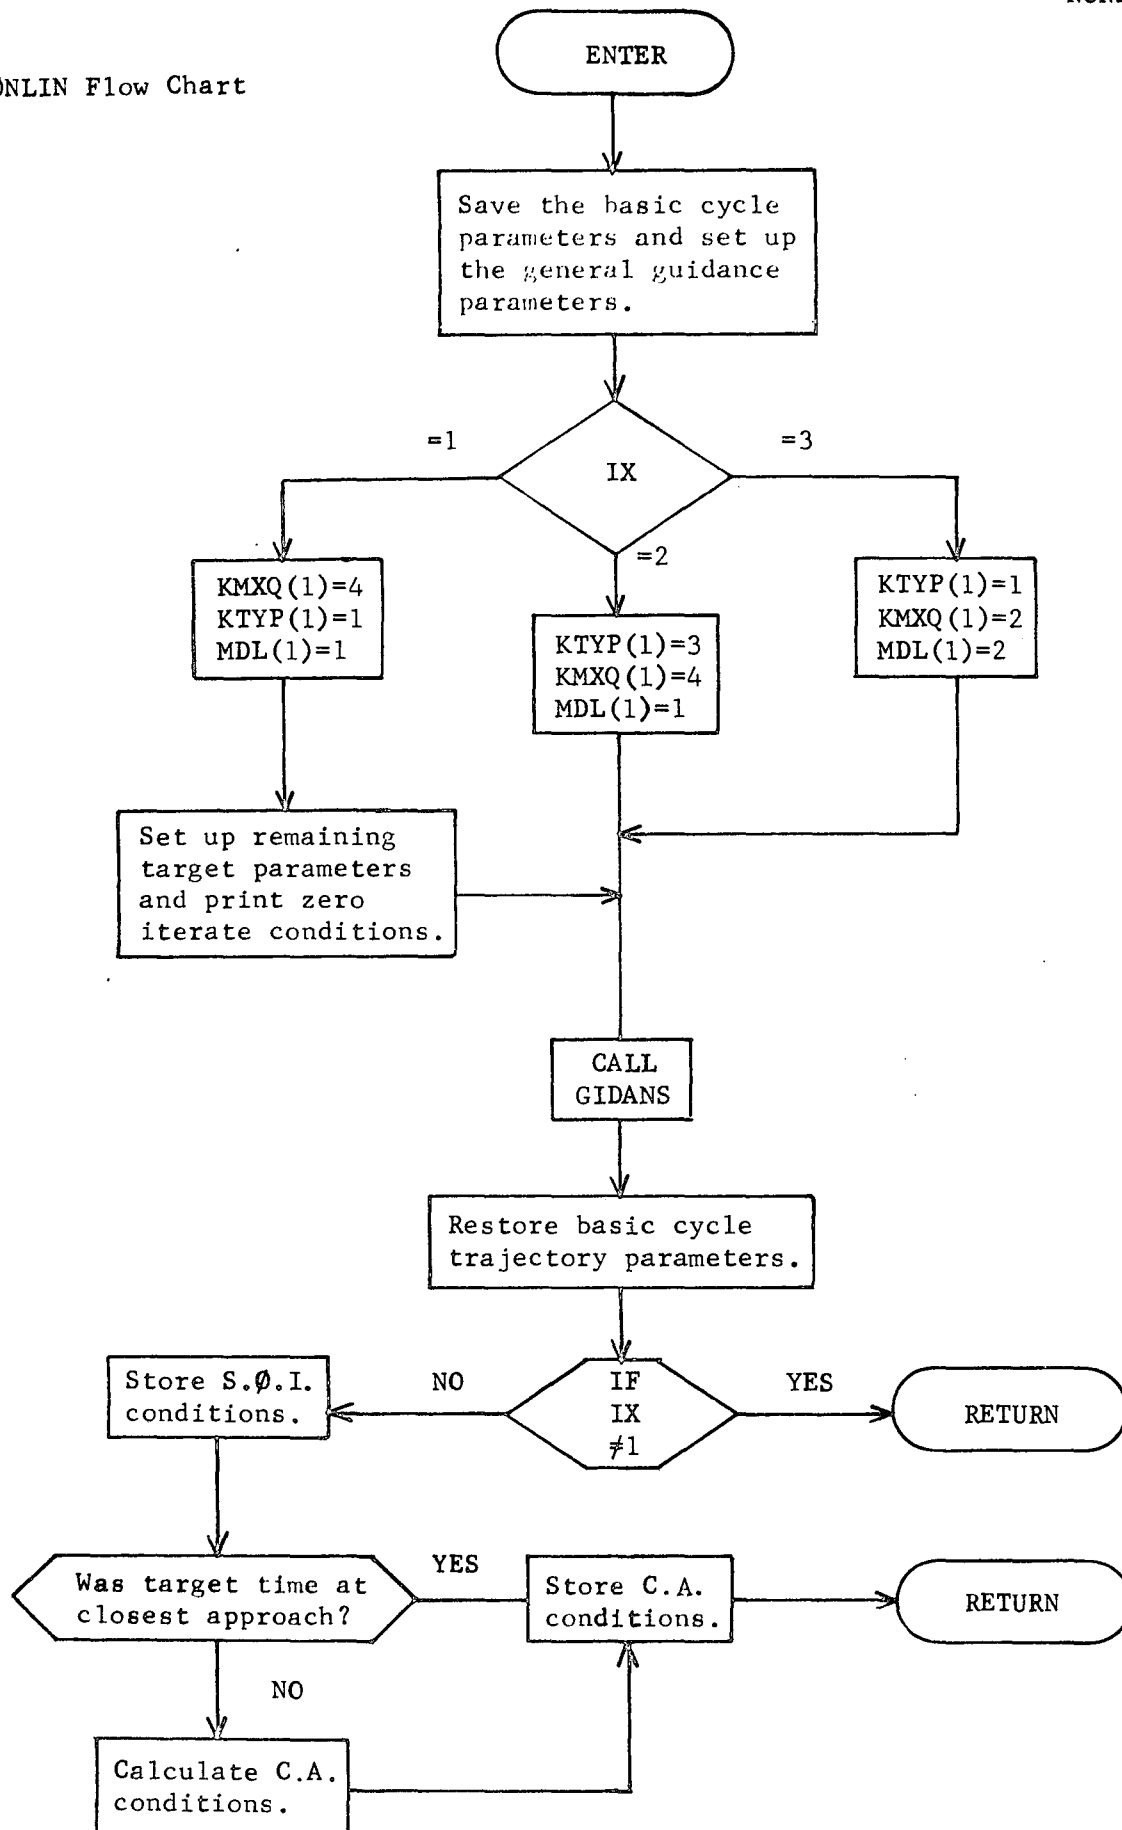 ENTER
ØNLIN Flow Chart
Save the basic cycle
parameters and set up
the general guidance
parameters.
=1
=3
IX
=2
KMXQ(1)=4
KTYP(1)=1
MDL(1)=1
KTYP(1)=3
KMXQ(1)=4
MDL(1)=1
KTYP(1)=1
KMXQ(1)=2
MDL(1)=2
Set up remaining
target parameters
and print zero
iterate conditions.
CALL
GIDANS
Restore basic cycle
trajectory parameters.
Store S.Ø.I.
conditions.
NO
IF
IX
≠1
YES
RETURN
Was target time at
closest approach?
YES
Store C.A.
conditions.
RETURN
NO
Calculate C.A.
conditions.